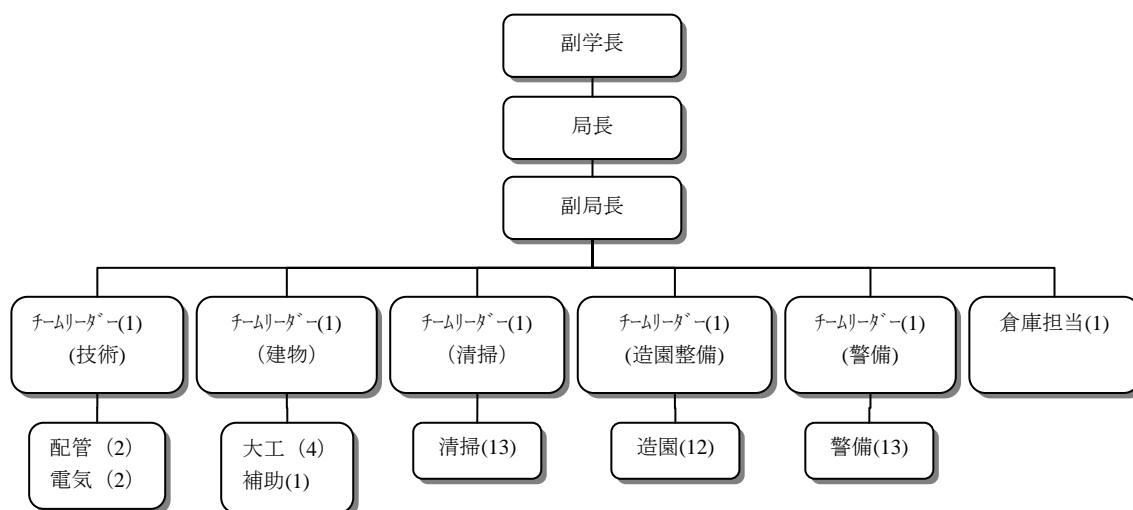 副学長
局長
副局長
ﾁｰﾑﾘｰﾀﾞｰ(1)
(技術)
ﾁｰﾑﾘｰﾀﾞｰ(1)
（建物）
ﾁｰﾑﾘｰﾀﾞｰ(1)
（清掃）
ﾁｰﾑﾘｰﾀﾞｰ(1)
(造園整備)
ﾁｰﾑﾘｰﾀﾞｰ(1)
(警備)
倉庫担当(1)
配管（2）
電気（2）
大工（4）
補助(1)
清掃(13)
造園(12)
警備(13)